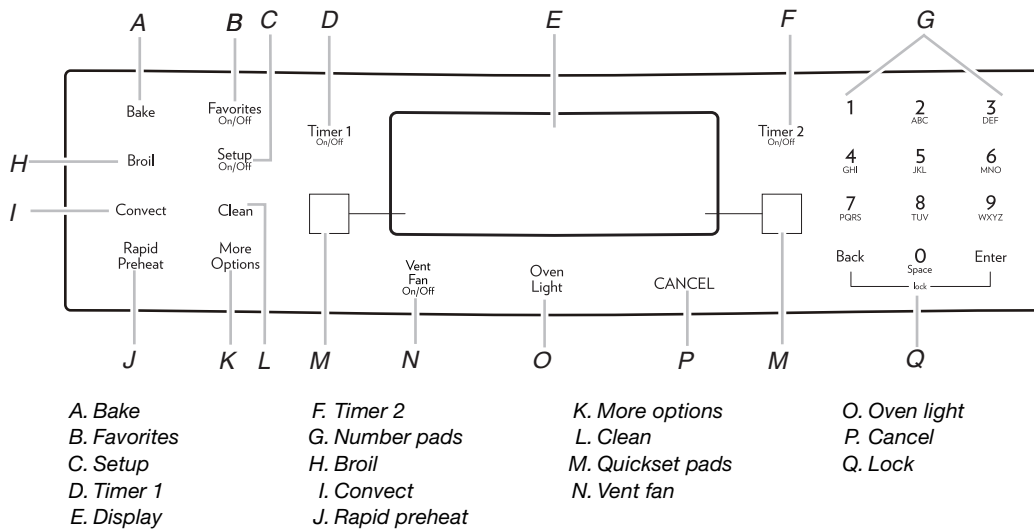 A B C D E F G
Bake
Favorites
On/Off
Timer 1
On/Off
Timer 2
On/Off
1 2 3
ABC DEF
H Broil
Setup
On/Off
4 5 6
GHI JKL MNO
I Convect Clean
7 8 9
PQRS TUV WXYZ
Rapid
Preheat
More
Options
Vent
Fan
On/Off
Oven
Light
CANCEL
Back 0 Enter
Space
lock
J K L M N O P M Q
A. Bake
B. Favorites
C. Setup
D. Timer 1
E. Display
F. Timer 2
G. Number pads
H. Broil
I. Convect
J. Rapid preheat
K. More options
L. Clean
M. Quickset pads
N. Vent fan
O. Oven light
P. Cancel
Q. Lock